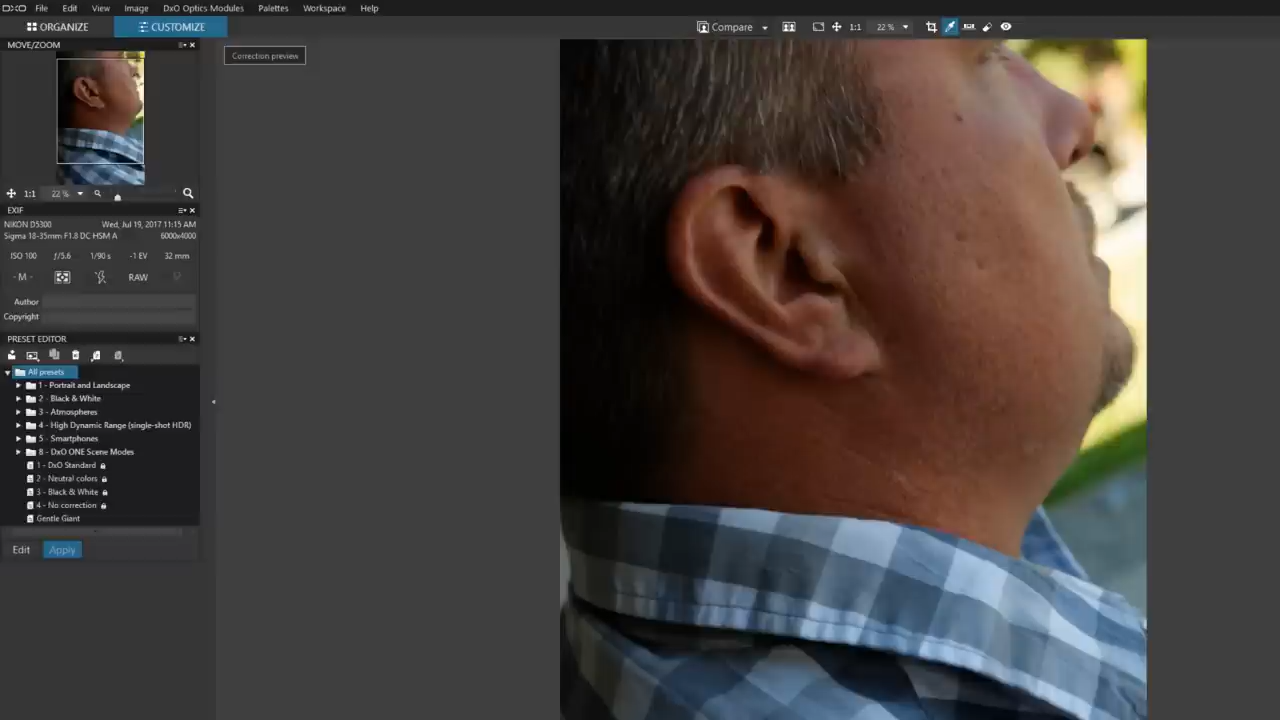 DxO File Edit View Image DxO Optics Modules Palettes Workspace Help
ORGANIZE CUSTOMIZE Compare 1:1 22 %
MOVE/ZOOM
Correction preview
1:1 22 %
EXIF
NIKON D5300 Wed, Jul 19, 2017 11:15 AM
Sigma 18-35mm F1.8 DC HSM A 6000x4000
ISO 100 ƒ/5.6 1/90 s -1 EV 32 mm
- M - RAW
Author
Copyright
PRESET EDITOR
All presets
1 - Portrait and Landscape
2 - Black & White
3 - Atmospheres
4 - High Dynamic Range (single-shot HDR)
5 - Smartphones
8 - DxO ONE Scene Modes
1 - DxO Standard
2 - Neutral colors
3 - Black & White
4 - No correction
Gentle Giant
Edit Apply